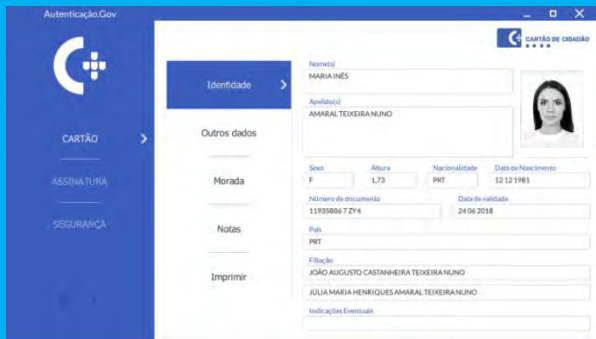 Autenticação.Gov
CARTÃO DE CIDADÃO
CARTÃO
ASSINATURA
SEGURANÇA
Identidade
Outros dados
Morada
Notas
Imprimir
Nome(s)
MARIA INÊS
Apelido(s)
AMARAL TEIXEIRA NUNO
Sexo Altura Nacionalidade Data de Nascimento
F 1,73 PRT 12 12 1981
Número de documento Data de validade
11935886 7 ZY4 24 06 2018
País
PRT
Filiação
JOÃO AUGUSTO CASTANHEIRA TEIXEIRA NUNO
JÚLIA MARIA HENRIQUES AMARAL TEIXEIRA NUNO
Indicações Eventuais